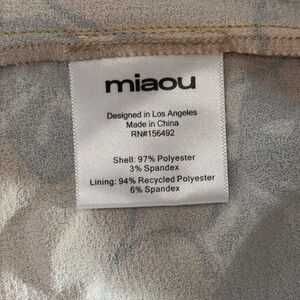 miaou
Designed in Los Angeles
Made in China
RN#156492
Shell: 97% Polyester
3% Spandex
Lining: 94% Recycled Polyester
6% Spandex